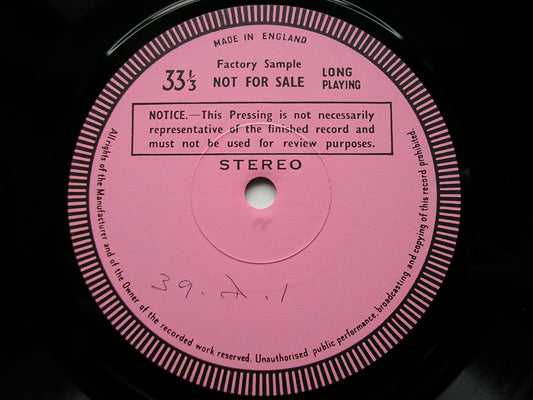 MADE IN ENGLAND
Factory Sample
33⅓ NOT FOR SALE LONG PLAYING
NOTICE.—This Pressing is not necessarily
representative of the finished record and
must not be used for review purposes.
STEREO
39.
.1
All rights of the Manufacturer and of the Owner of the recorded work reserved. Unauthorised public performance, broadcasting and copying of this record prohibited.